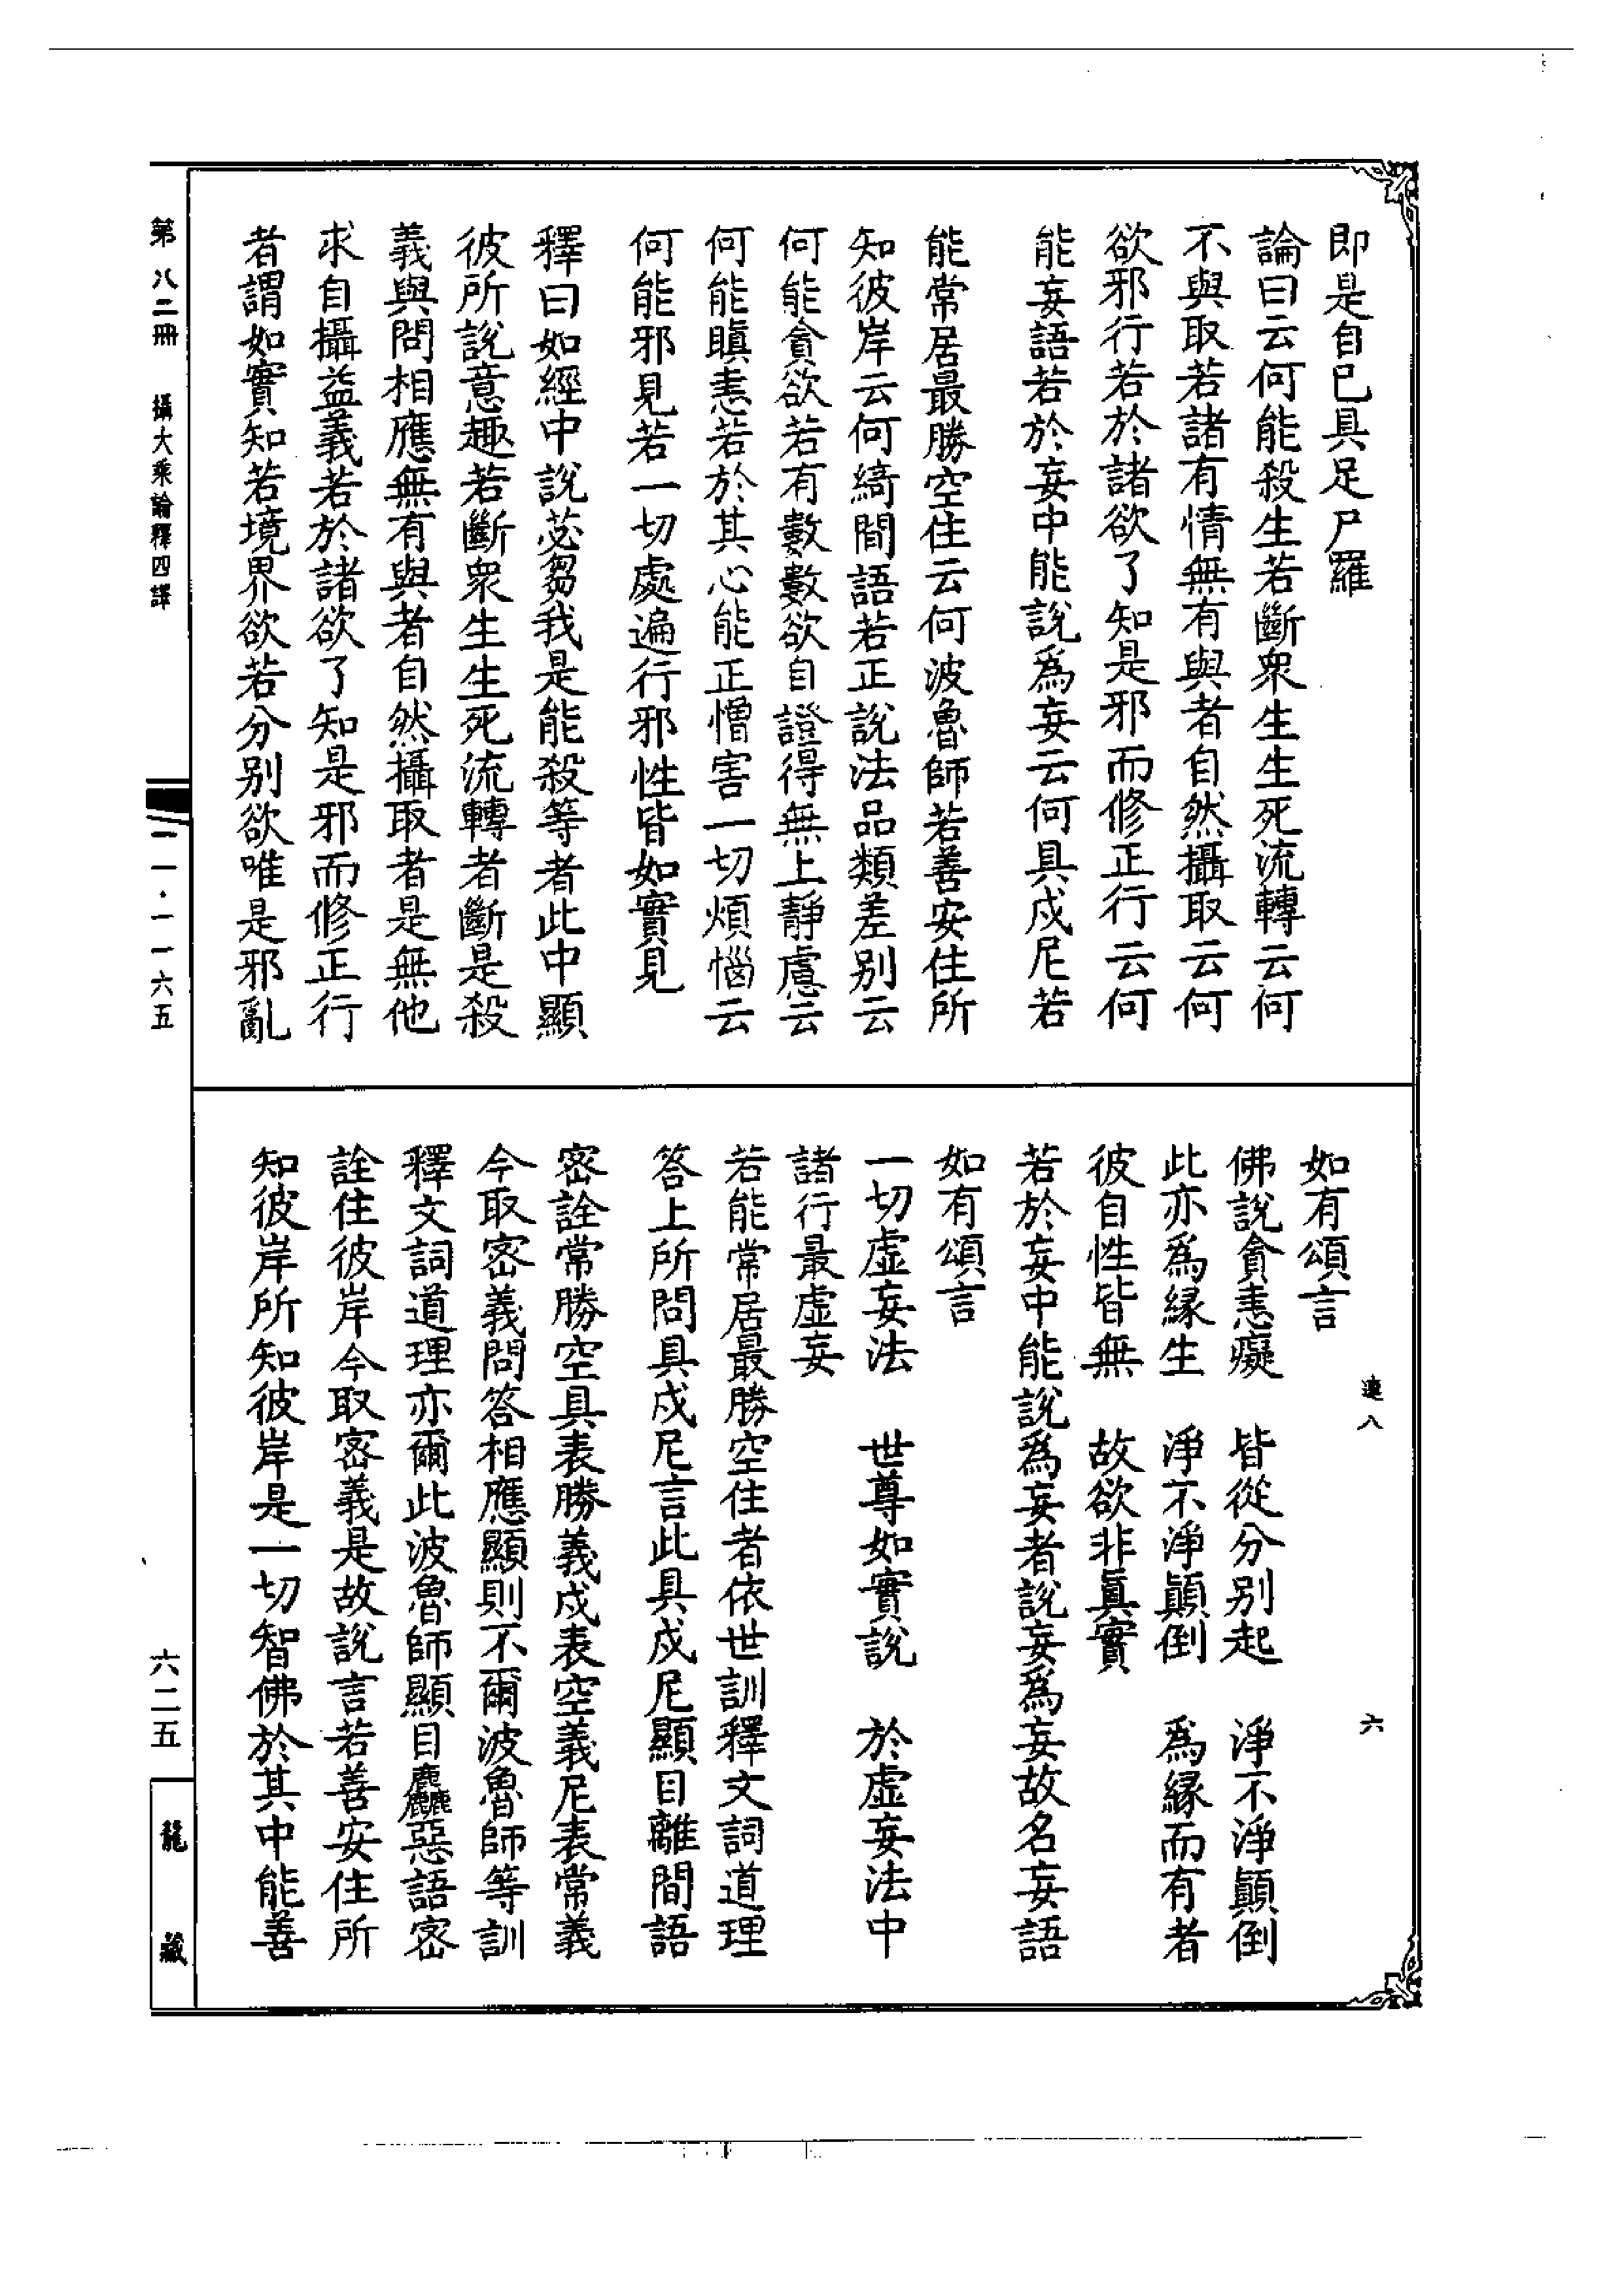 即是自已具足尸羅
論曰云何能殺生若斷衆生生死流轉云何
不與取若諸有情無有與者自然攝取云何
欲邪行若於諸欲了知是邪而修正行云何
能妄語若於妄中能說爲妄云何具戍尼若
能常居最勝空住云何波魯師若善安住所
知彼岸云何綺間語若正說法品類差别云
何能貪欲若有數數欲自證得無上靜慮云
何能瞋恚若於其心能正憎害一切煩惱云
何能邪見若一切處遍行邪性皆如實見
釋曰如經中說苾芻我是能殺等者此中顯
彼所說意趣若斷衆生生死流轉者斷是殺
義與問相應無有與者自然攝取者是無他
求自攝益義若於諸欲了知是邪而修正行
者謂如實知若境界欲若分别欲唯是邪亂
如有頌言
佛說貪恚癡　皆從分别起　淨不淨顚倒
此亦爲緣生　淨不淨顚倒　爲緣而有者
彼自性皆無　故欲非眞實
若於妄中能說爲妄者說妄爲妄故名妄語
如有頌言
一切虛妄法　世尊如實說　於虛妄法中
諸行最虛妄
若能常居最勝空住者依世訓釋文詞道理
答上所問具戍尼言此具戍尼顯目離間語
密詮常勝空具表勝義戍表空義尼表常義
今取密義問答相應顯則不爾波魯師等訓
釋文詞道理亦爾此波魯師顯目麤惡語密
詮住彼岸今取密義是故說言若善安住所
知彼岸所知彼岸是一切智佛於其中能善
連八
六
第八二冊　攝大乘論釋四譯
二一·一一六五
六二五
龍藏